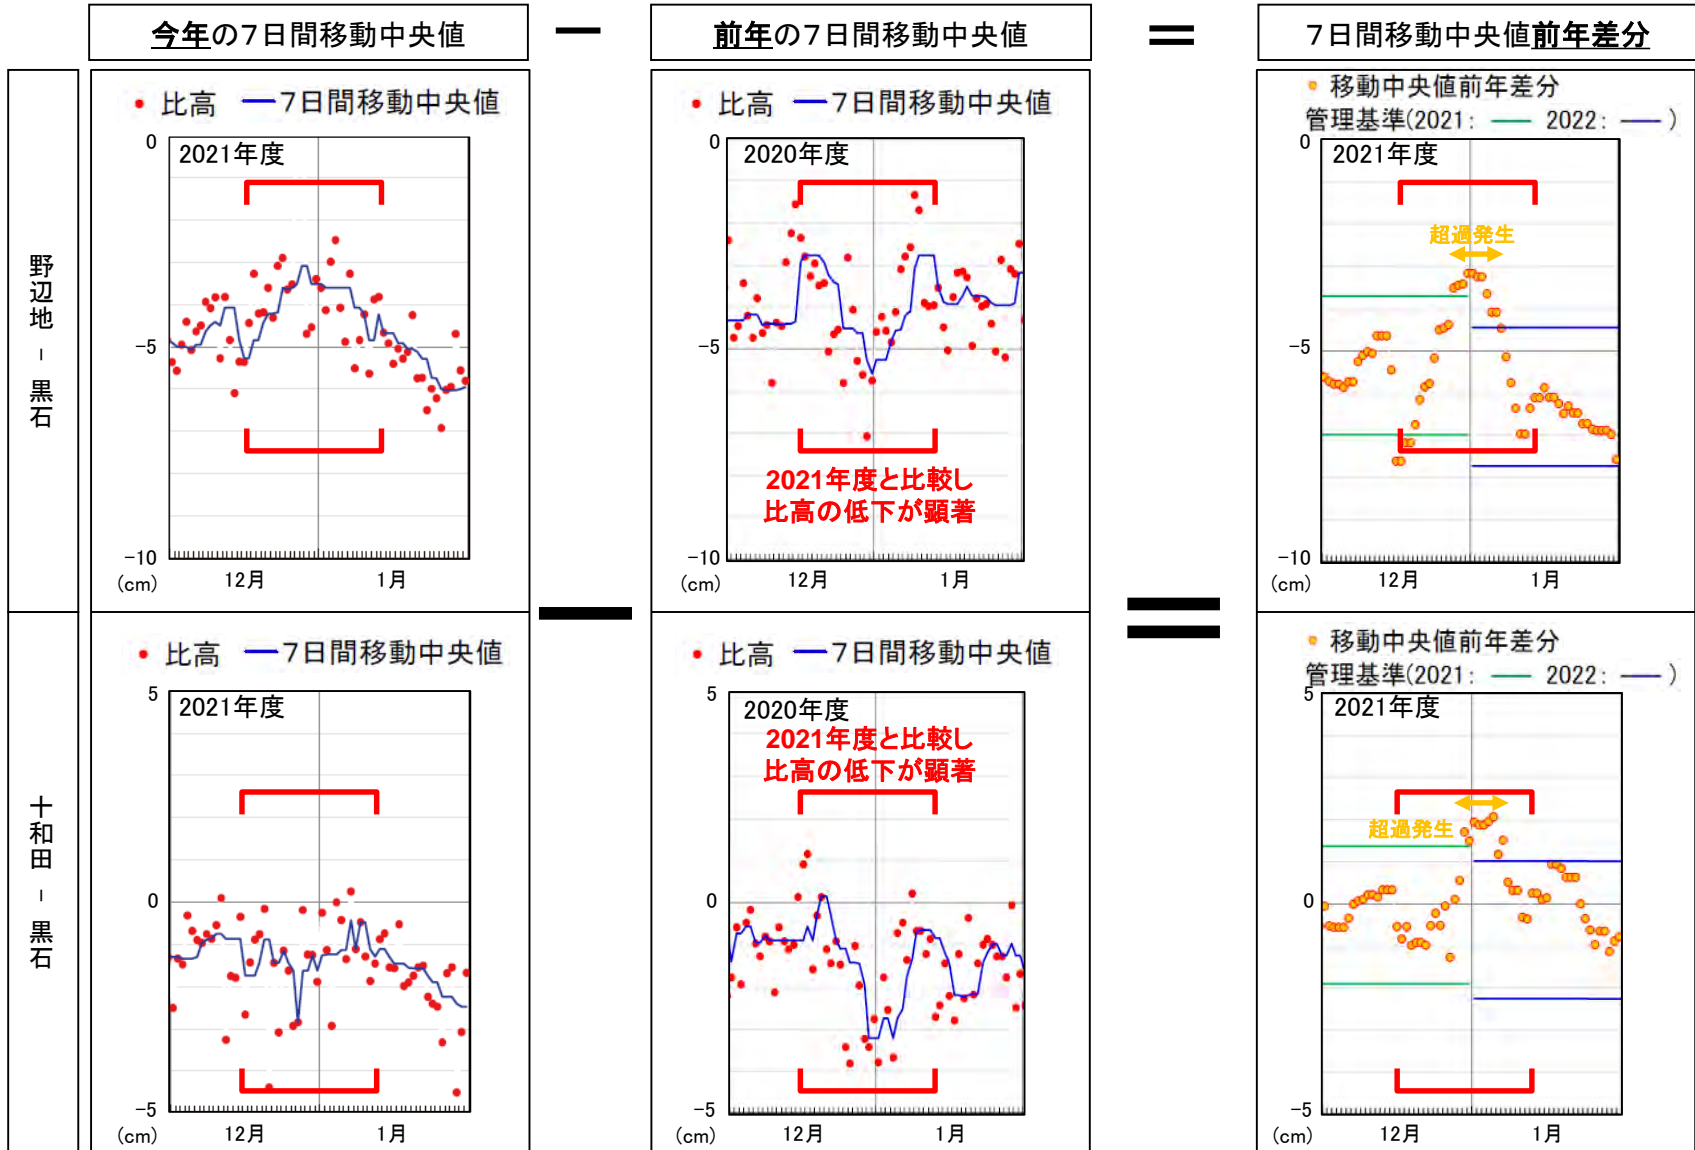 今年の7日間移動中央値
－
前年の7日間移動中央値
＝
7日間移動中央値前年差分
野辺地－黒石
比高 7日間移動中央値
0
2021年度
-5
-10
(cm)
12月
1月
比高 7日間移動中央値
0
2020年度
-5
2021年度と比較し
比高の低下が顕著
-10
(cm)
12月
1月
移動中央値前年差分
管理基準(2021: 2022: )
0
2021年度
超過発生
-5
-10
(cm)
12月
1月
－
＝
十和田－黒石
比高 7日間移動中央値
5
2021年度
0
-5
(cm)
12月
1月
比高 7日間移動中央値
5
2020年度
2021年度と比較し
比高の低下が顕著
0
-5
(cm)
12月
1月
移動中央値前年差分
管理基準(2021: 2022: )
5
2021年度
超過発生
0
-5
(cm)
12月
1月